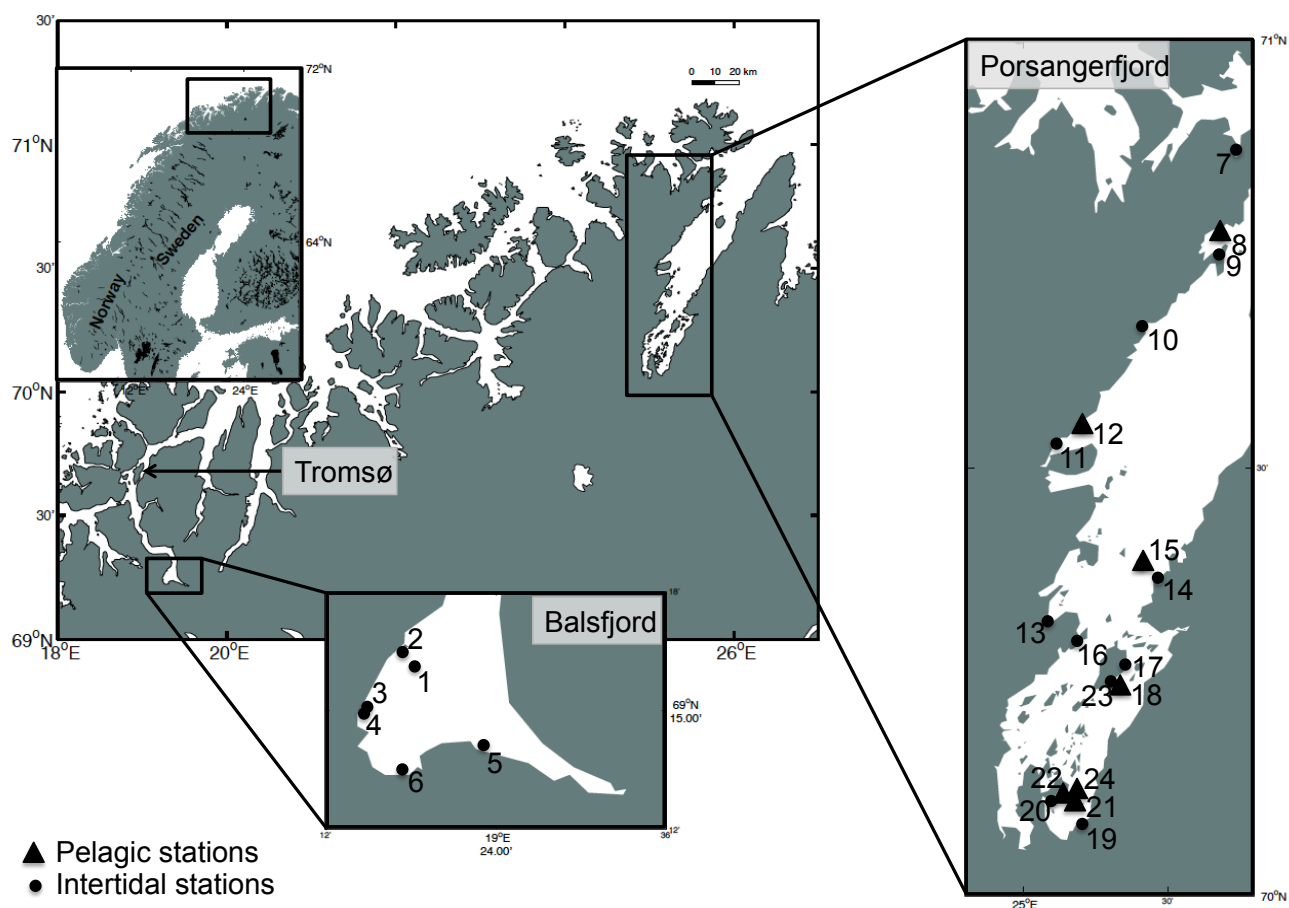 30'
71°N
30'
70°N
30'
69°N
18°E
20°E
26°E
0 10 20 km
72°N
64°N
12°E
24°E
Norway
Sweden
Tromsø
Balsfjord
18'
69°N
15.00'
12'
12'
19°E
24.00'
36'
2
1
3
4
5
6
Porsangerfjord
71°N
30'
70°N
25°E
30'
7
8
9
10
12
11
15
14
13
16
17
23
18
22
24
20
21
19
Pelagic stations
Intertidal stations